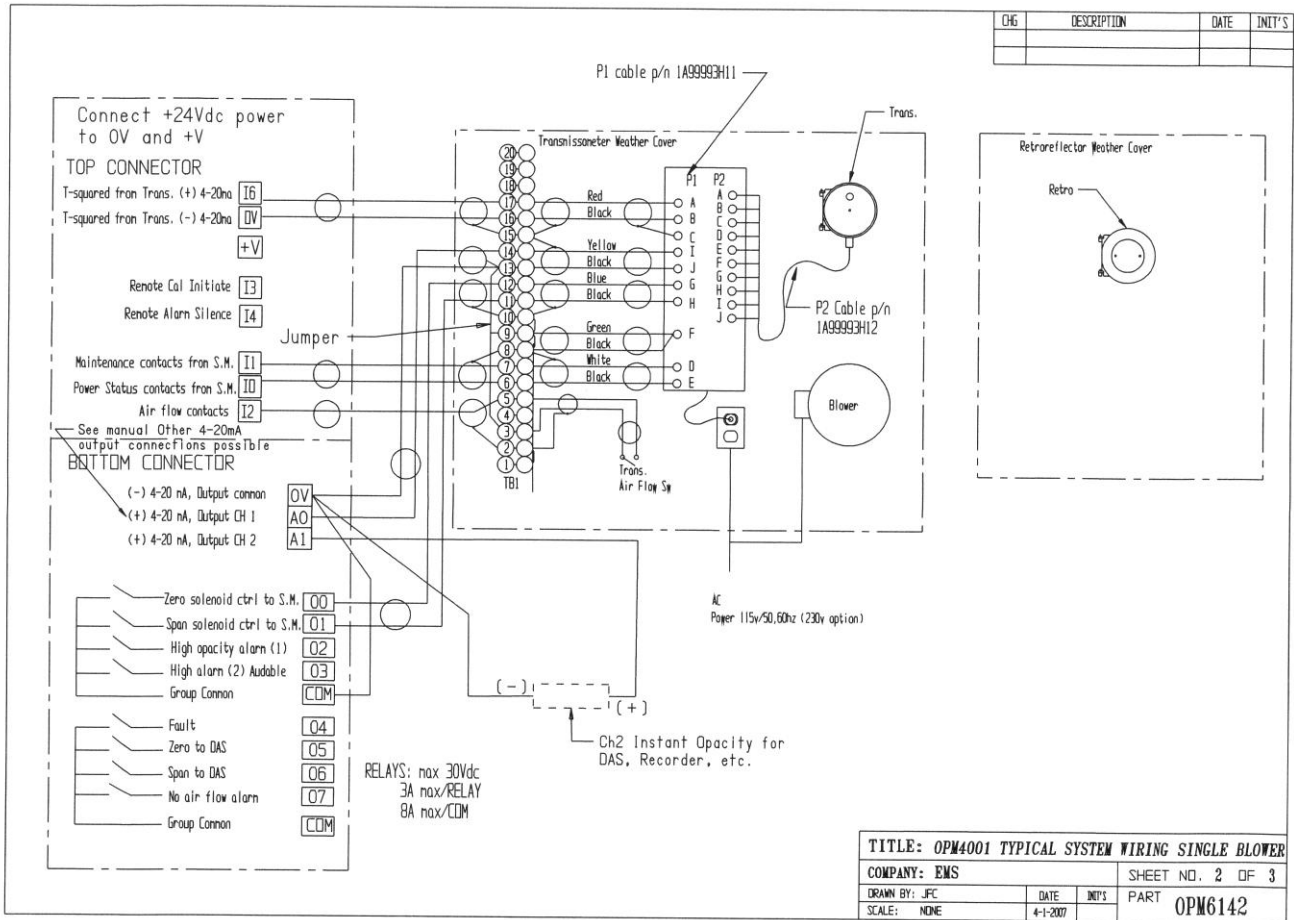 CHG DESCRIPTION DATE INIT'S
P1 cable p/n 1A99993H11
Connect +24Vdc power
to 0V and +V
TOP CONNECTOR
T-squared from Trans. (+) 4-20ma I6
T-squared from Trans. (-) 4-20ma 0V
+V
Remote Cal Initiate I3
Remote Alarm Silence I4
Jumper
Maintenance contacts from S.M. I1
Power Status contacts from S.M. I0
Air flow contacts I2
See manual Other 4-20mA
output connections possible
BOTTOM CONNECTOR
(-) 4-20 mA, Output common 0V
(+) 4-20 mA, Output CH 1 A0
(+) 4-20 mA, Output CH 2 A1
Zero solenoid ctrl to S.M. 00
Span solenoid ctrl to S.M. 01
High opacity alarm (1) 02
High alarm (2) Audable 03
Group Common COM
Fault 04
Zero to DAS 05
Span to DAS 06
No air flow alarm 07
Group Common COM
RELAYS: max 30Vdc
3A max/RELAY
8A max/COM
Transmissometer Weather Cover
20
19
18
17
16
15
14
13
12
11
10
9
8
7
6
5
4
3
2
1
TB1
Red
Black
Yellow
Black
Blue
Black
Green
Black
White
Black
P1 P2
A
B
C
I
J
G
H
F
D
E
A
B
C
D
E
F
G
H
I
J
Trans.
P2 Cable p/n
1A99993H12
Blower
Trans.
Air Flow Sw
AC
Power 115v/50,60hz (230v option)
(-)
(+)
Ch2 Instant Opacity for
DAS, Recorder, etc.
Retroreflector Weather Cover
Retro
TITLE: OPM4001 TYPICAL SYSTEM WIRING SINGLE BLOWER
COMPANY: EMS SHEET NO. 2 OF 3
DRAWN BY: JFC DATE INIT'S PART OPM6142
SCALE: NONE 4-1-2007